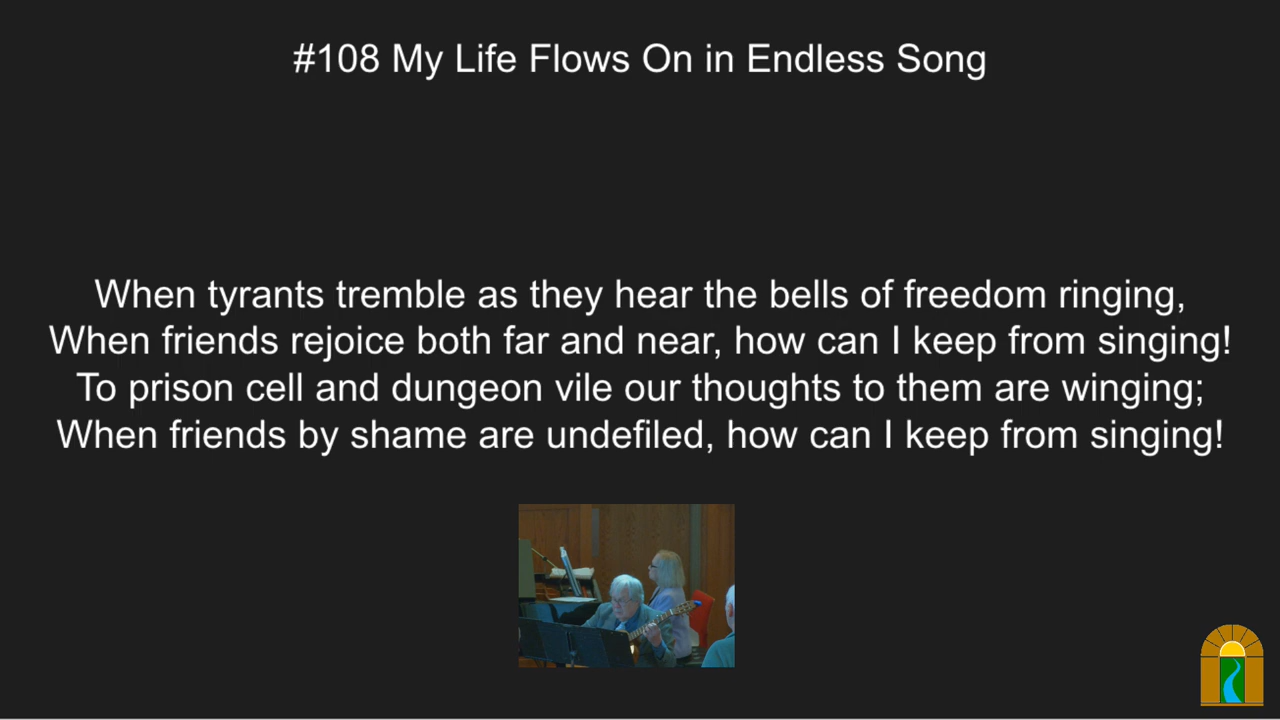 #108 My Life Flows On in Endless Song
When tyrants tremble as they hear the bells of freedom ringing,
When friends rejoice both far and near, how can I keep from singing!
To prison cell and dungeon vile our thoughts to them are winging;
When friends by shame are undefiled, how can I keep from singing!